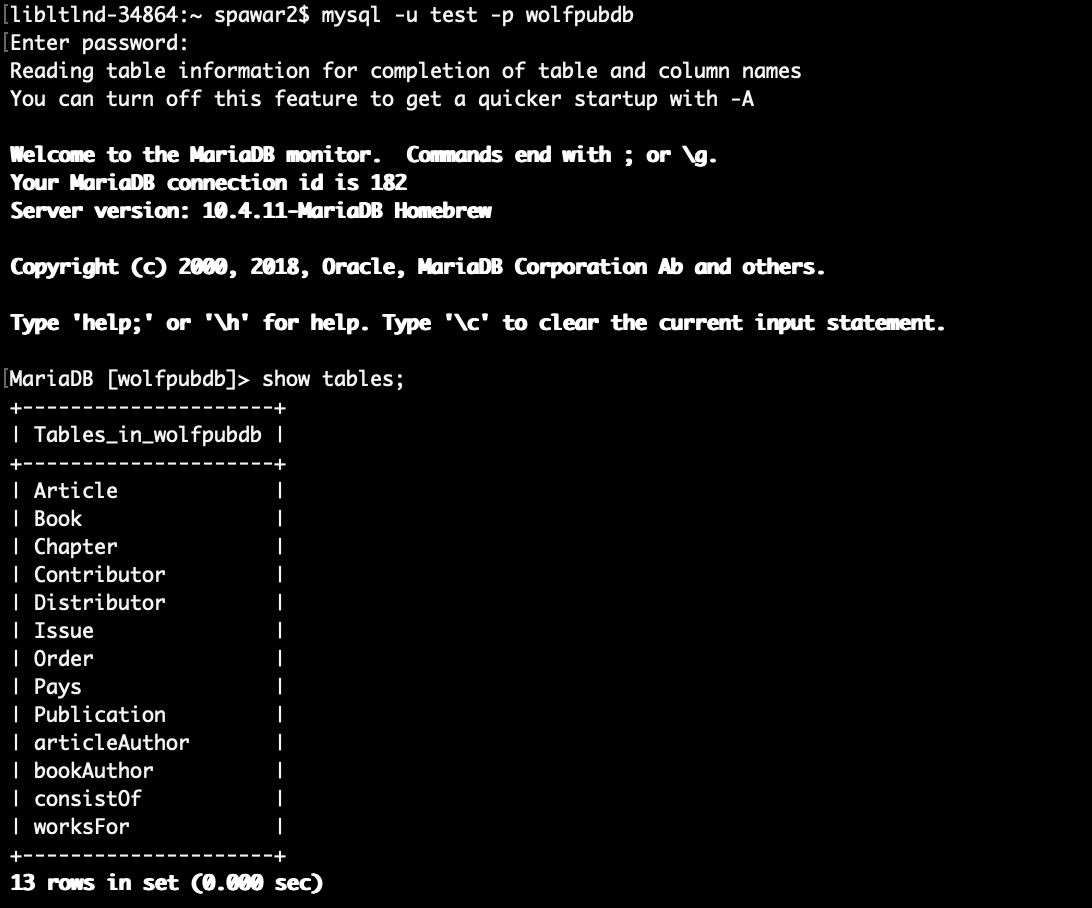 [libltlnd-34864:~ spawar2$ mysql -u test -p wolfpubdb
[Enter password:
Reading table information for completion of table and column names
You can turn off this feature to get a quicker startup with -A
Welcome to the MariaDB monitor.  Commands end with ; or \g.
Your MariaDB connection id is 182
Server version: 10.4.11-MariaDB Homebrew
Copyright (c) 2000, 2018, Oracle, MariaDB Corporation Ab and others.
Type 'help;' or '\h' for help. Type '\c' to clear the current input statement.
[MariaDB [wolfpubdb]> show tables;
+---------------------+
| Tables_in_wolfpubdb |
+---------------------+
| Article             |
| Book                |
| Chapter             |
| Contributor         |
| Distributor         |
| Issue               |
| Order               |
| Pays                |
| Publication         |
| articleAuthor       |
| bookAuthor          |
| consistOf           |
| worksFor            |
+---------------------+
13 rows in set (0.000 sec)